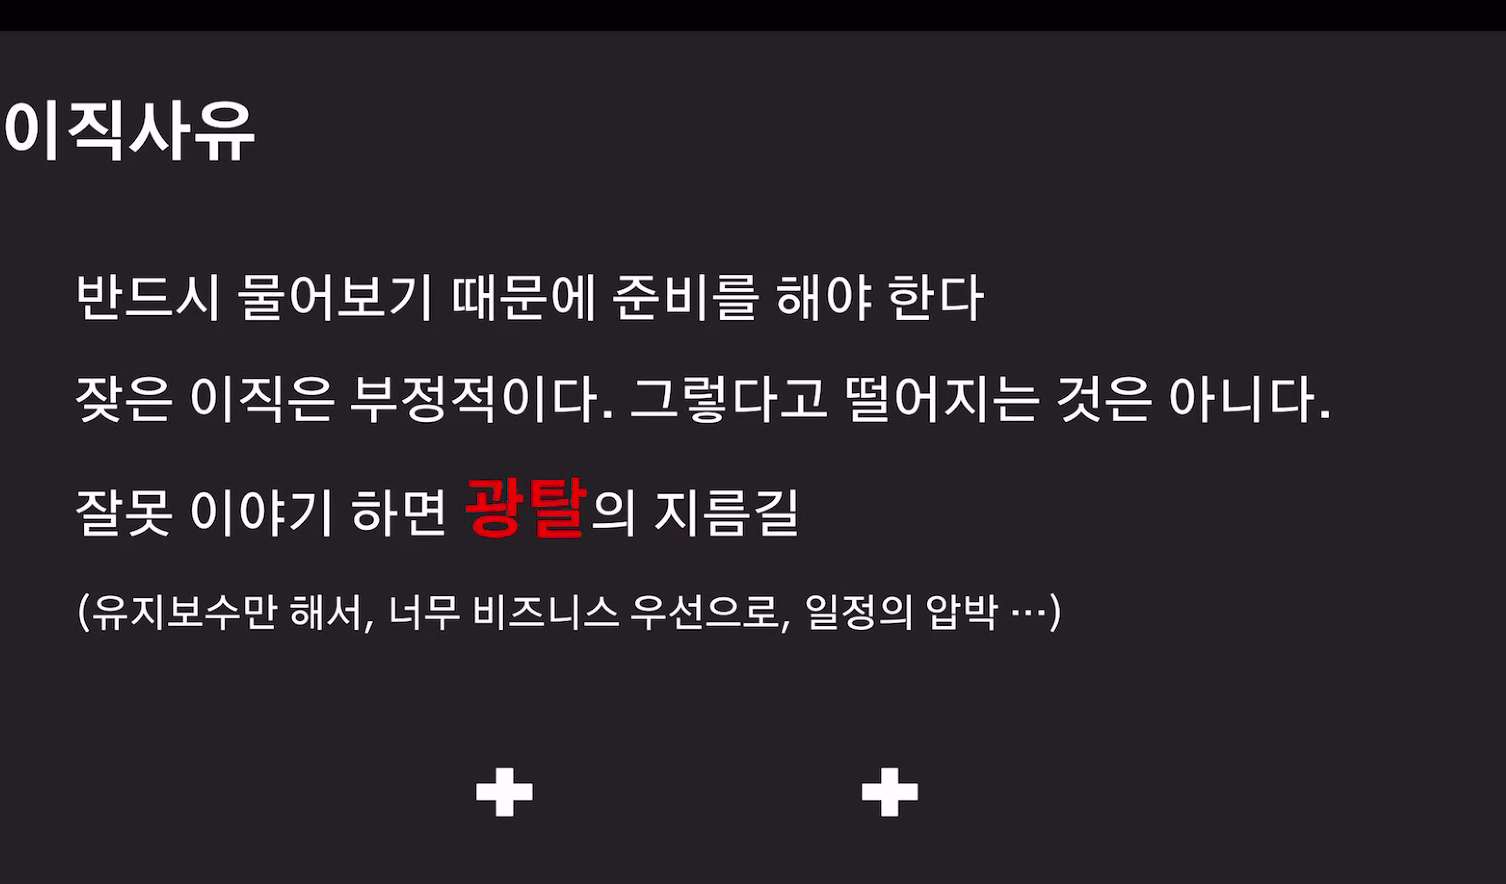 이직사유
반드시 물어보기 때문에 준비를 해야 한다
잦은 이직은 부정적이다. 그렇다고 떨어지는 것은 아니다.
잘못 이야기 하면 광탈의 지름길
(유지보수만 해서, 너무 비즈니스 우선으로, 일정의 압박 …)